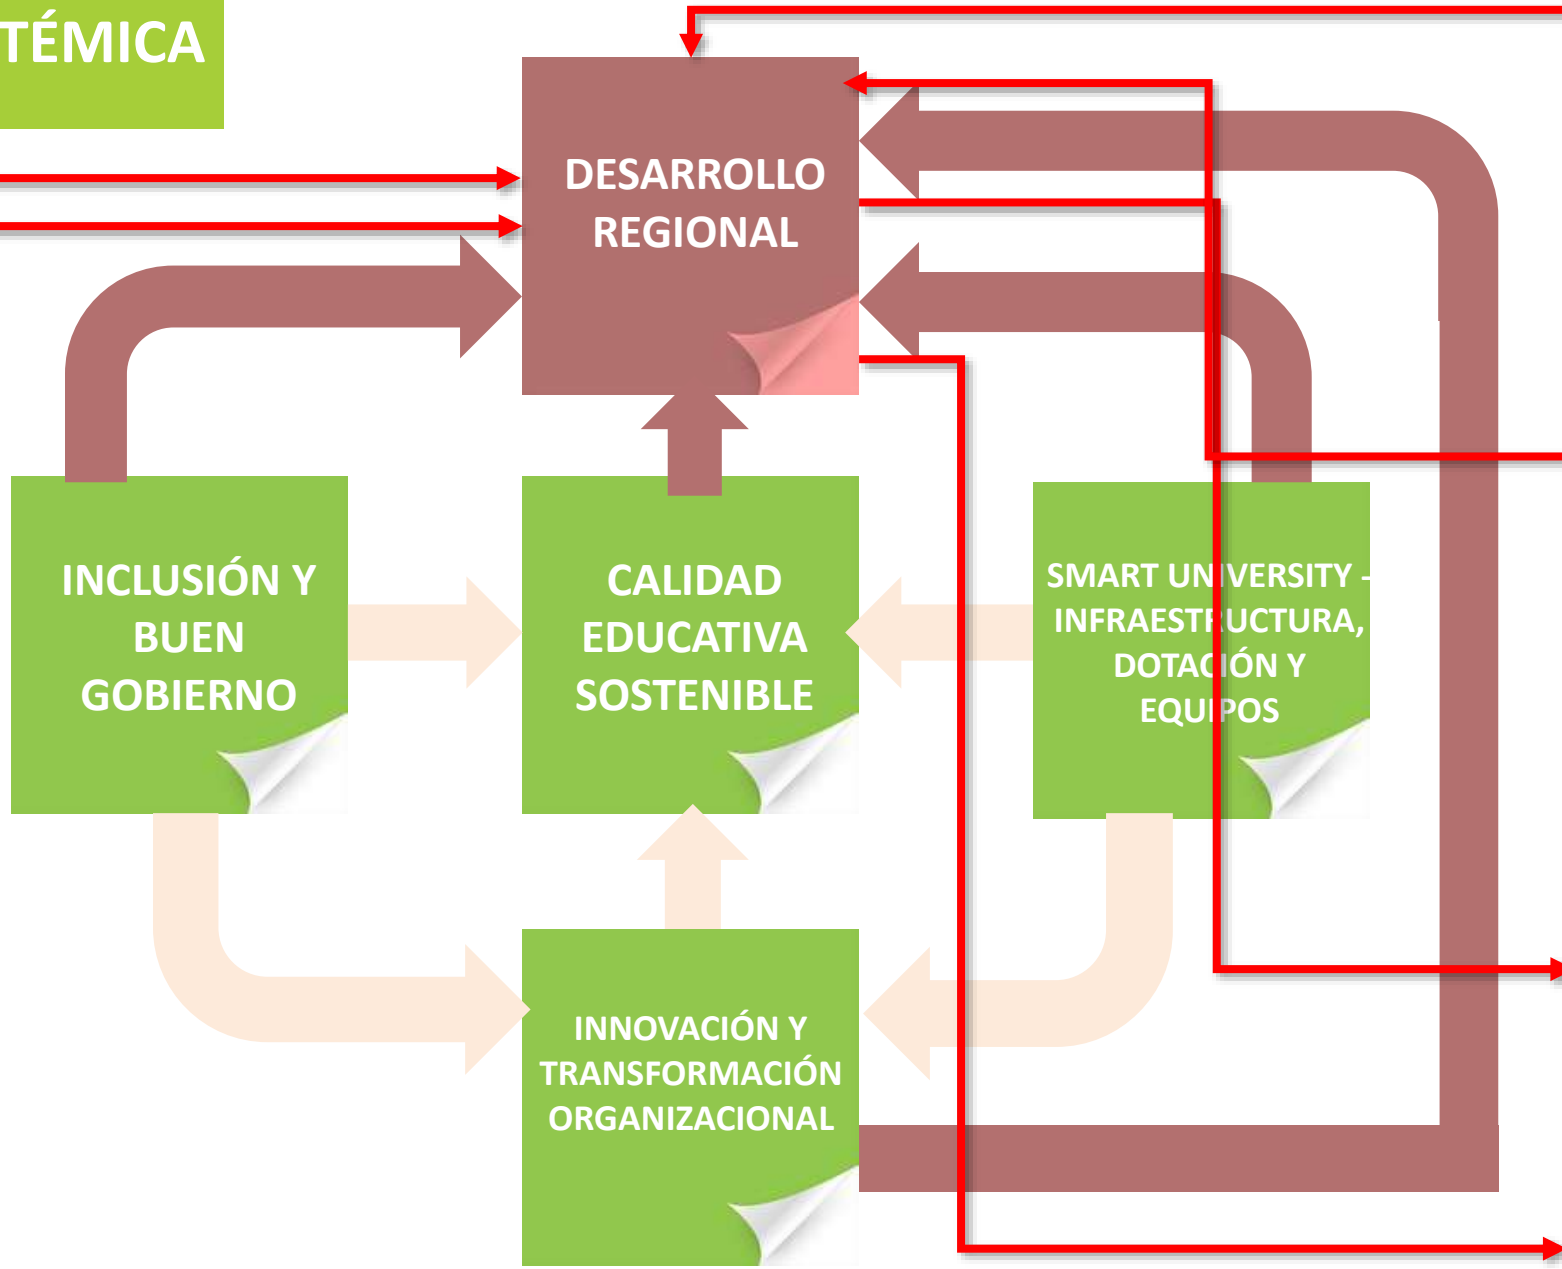 TÉMICA
DESARROLLO
REGIONAL
INCLUSIÓN Y
BUEN
GOBIERNO
CALIDAD
EDUCATIVA
SOSTENIBLE
SMART UNIVERSITY -
INFRAESTRUCTURA,
DOTACIÓN Y
EQUIPOS
INNOVACIÓN Y
TRANSFORMACIÓN
ORGANIZACIONAL